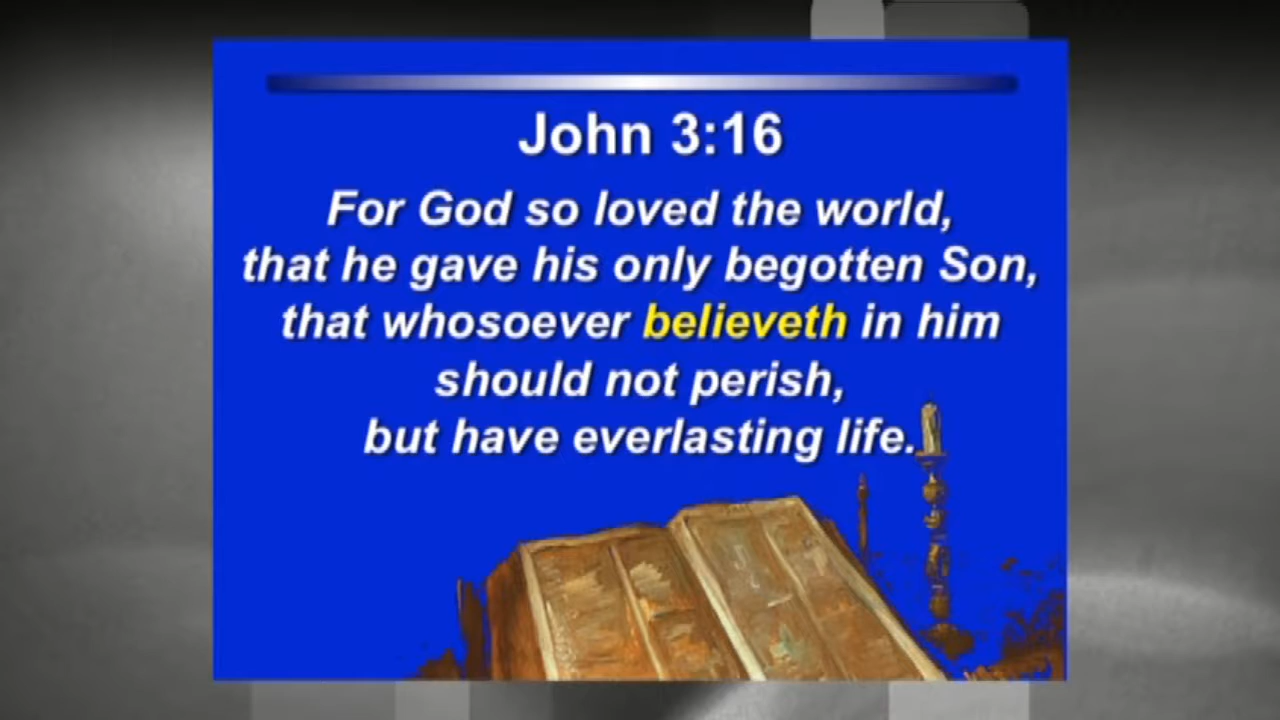 John 3:16
For God so loved the world,
that he gave his only begotten Son,
that whosoever believeth in him
should not perish,
but have everlasting life.